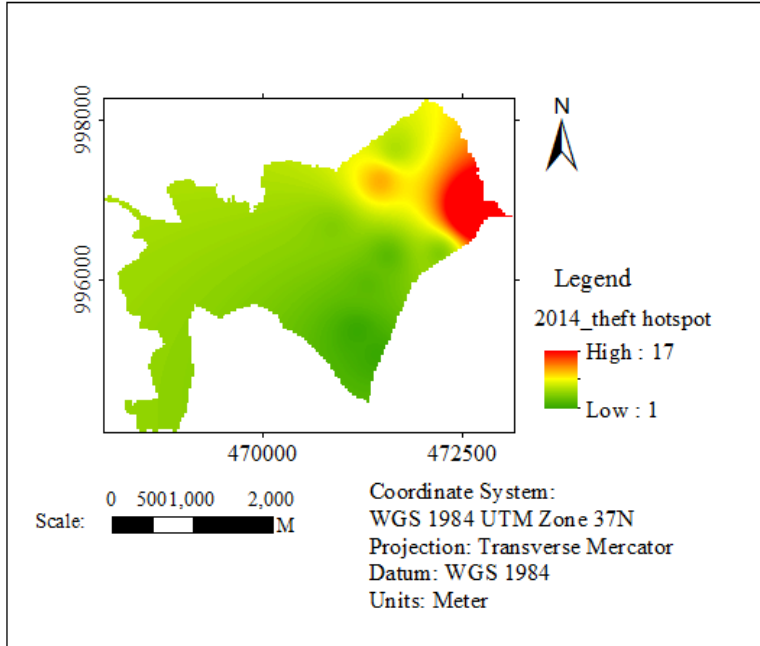 998000
996000
470000
472500
N
Legend
2014_theft hotspot
High : 17
Low : 1
Scale:
0 5001,000 2,000
M
Coordinate System:
WGS 1984 UTM Zone 37N
Projection: Transverse Mercator
Datum: WGS 1984
Units: Meter